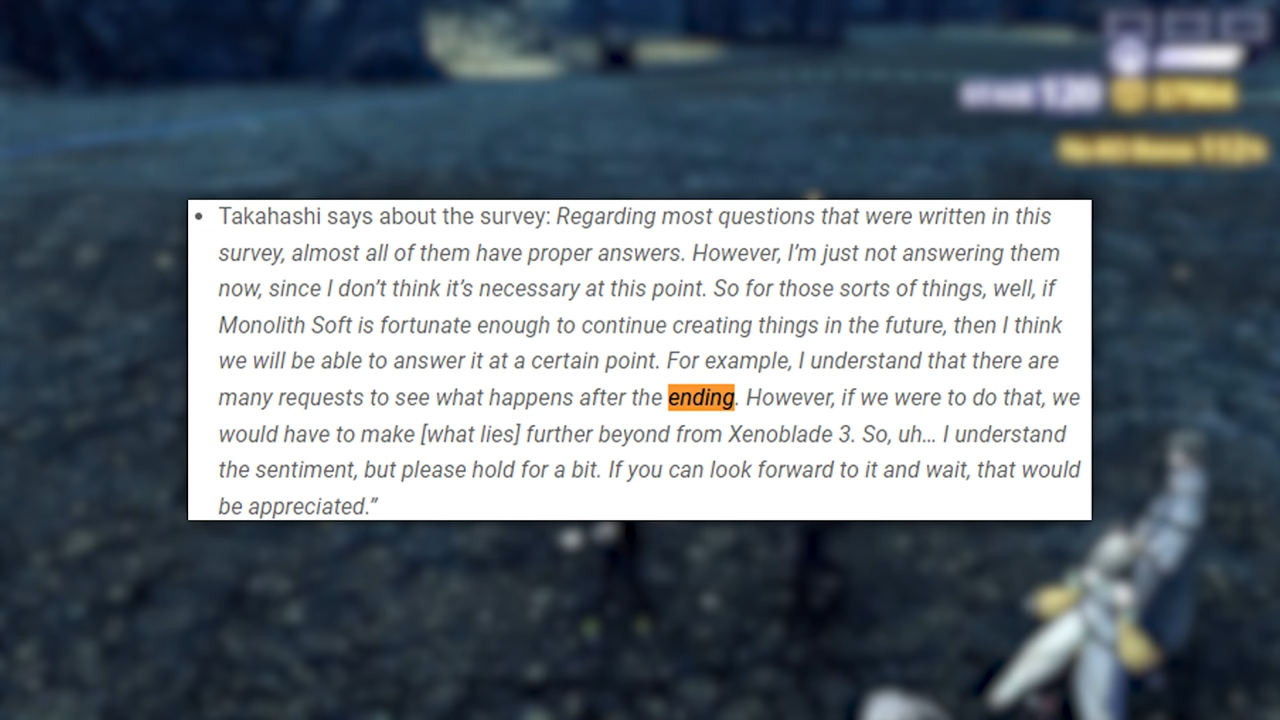 • Takahashi says about the survey: Regarding most questions that were written in this
survey, almost all of them have proper answers. However, I’m just not answering them
now, since I don’t think it’s necessary at this point. So for those sorts of things, well, if
Monolith Soft is fortunate enough to continue creating things in the future, then I think
we will be able to answer it at a certain point. For example, I understand that there are
many requests to see what happens after the ending. However, if we were to do that, we
would have to make [what lies] further beyond from Xenoblade 3. So, uh… I understand
the sentiment, but please hold for a bit. If you can look forward to it and wait, that would
be appreciated.”